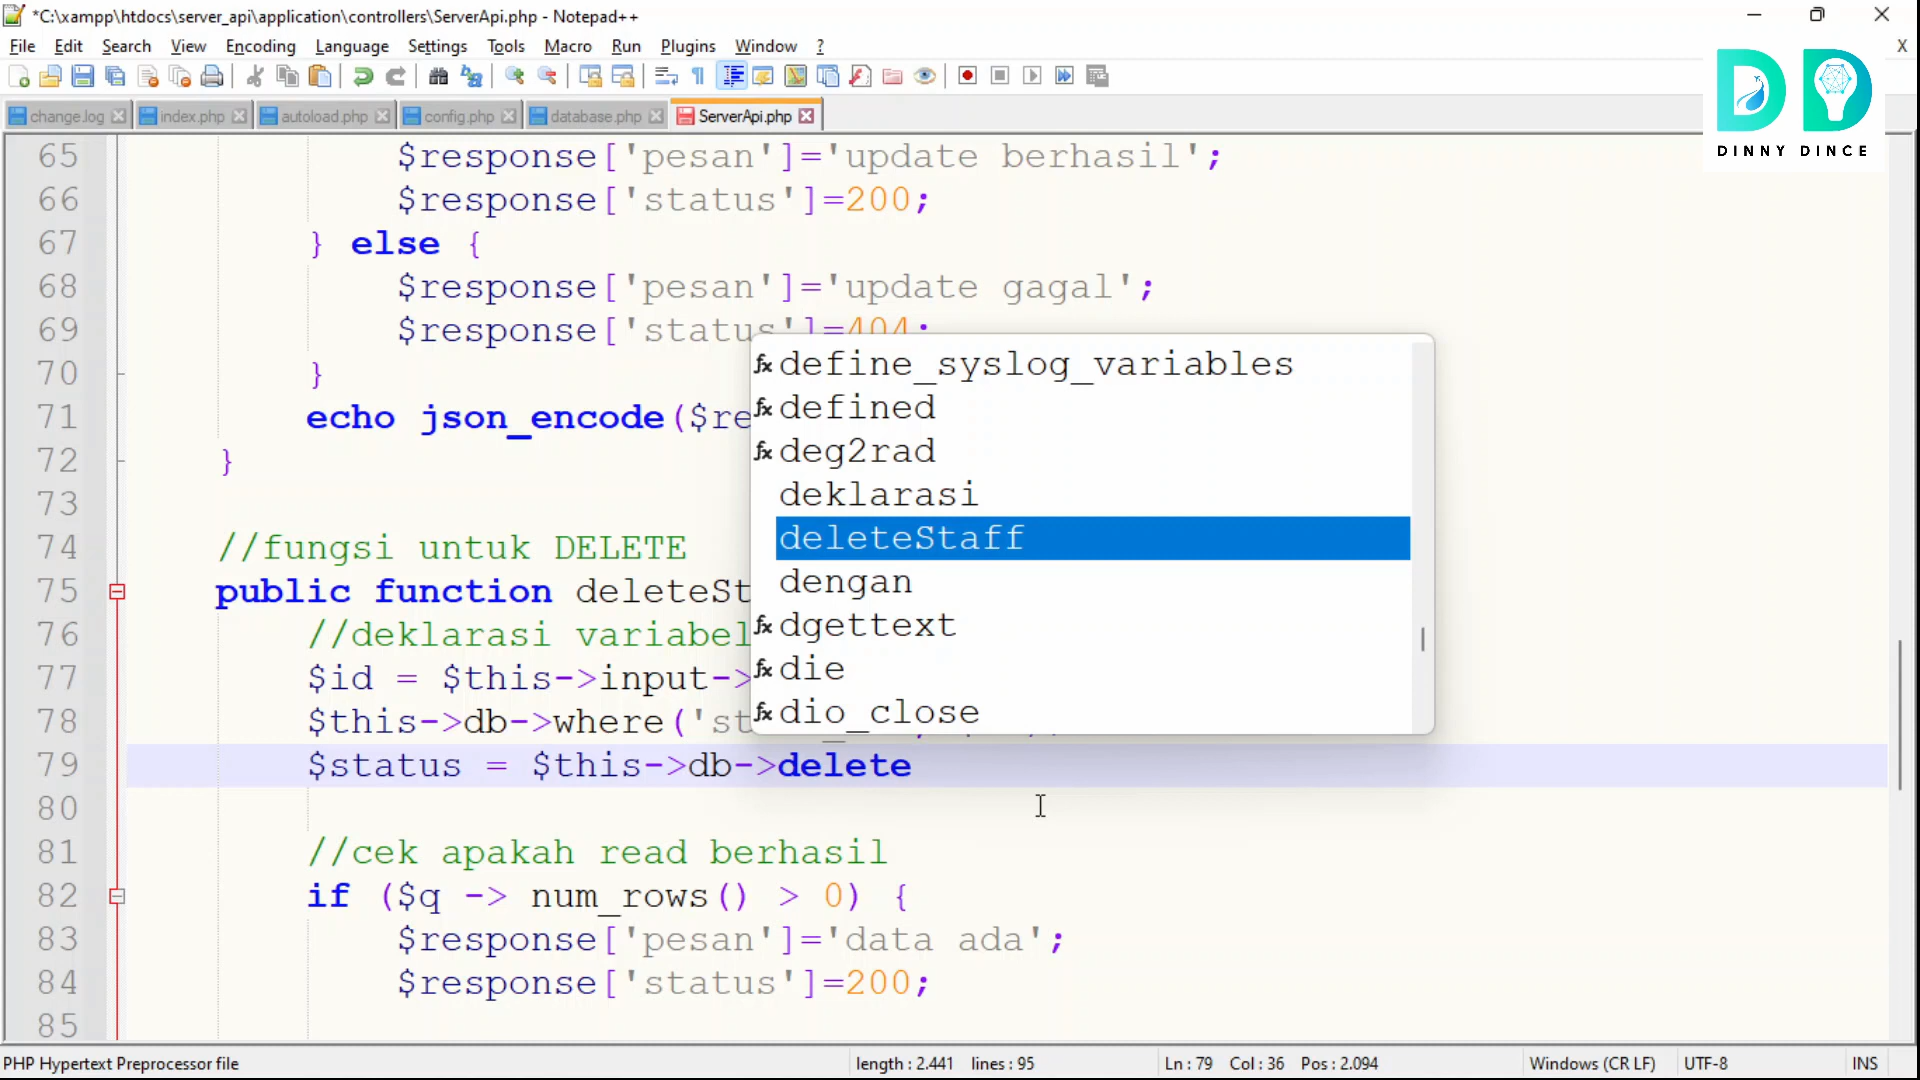 *C:\xampp\htdocs\server_api\application\controllers\ServerApi.php - Notepad++
File Edit Search View Encoding Language Settings Tools Macro Run Plugins Window ? X
change.log index.php autoload.php config.php database.php ServerApi.php
DINNY DINCE
65 $response['pesan']='update berhasil';
66 $response['status']=200;
67 } else {
68 $response['pesan']='update gagal';
69 $response['status']=404;
70 }
71 echo json_encode($re
72 }
73
74 //fungsi untuk DELETE
75 public function deleteSt
76 //deklarasi variabel
77 $id = $this->input->
78 $this->db->where('st
79 $status = $this->db->delete
80
81 //cek apakah read berhasil
82 if ($q -> num_rows() > 0) {
83 $response['pesan']='data ada';
84 $response['status']=200;
85
fx define_syslog_variables
fx defined
fx deg2rad
deklarasi
deleteStaff
dengan
fx dgettext
fx die
fx dio_close
PHP Hypertext Preprocessor file length : 2.441 lines : 95 Ln : 79 Col : 36 Pos : 2.094 Windows (CR LF) UTF-8 INS